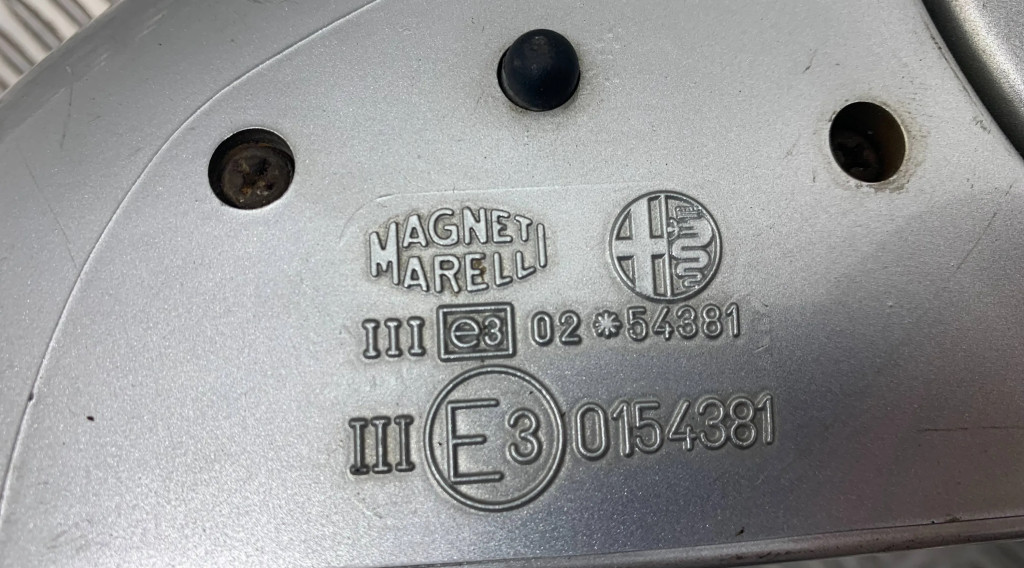 MAGNETI
MARELLI
III e3 02 *54381
III E3 0154381